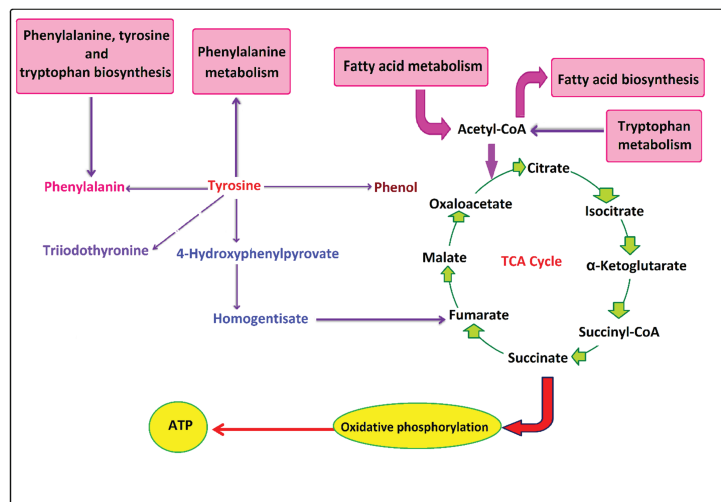 Phenylalanine, tyrosine
and
tryptophan biosynthesis
Phenylalanine
metabolism
Fatty acid metabolism
Fatty acid biosynthesis
Acetyl-CoA
Tryptophan
metabolism
Phenylalanin
Tyrosine
Phenol
Citrate
Oxaloacetate
Isocitrate
Triiodothyronine
4-Hydroxyphenylpyrovate
Malate
TCA Cycle
α-Ketoglutarate
Homogentisate
Fumarate
Succinyl-CoA
Succinate
ATP
Oxidative phosphorylation